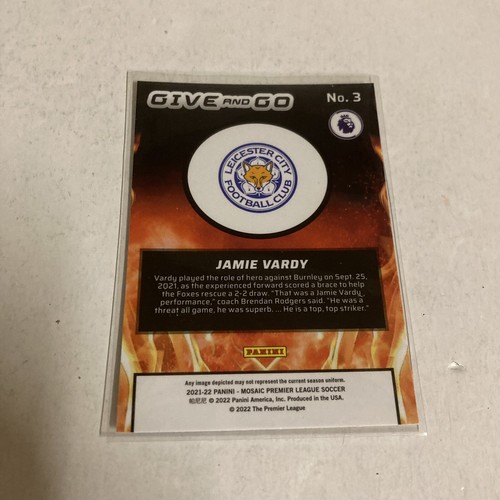 GIVE AND GO
No. 3
LEICESTER CITY
FOOTBALL CLUB
JAMIE VARDY
Vardy played the role of hero against Burnley on Sept. 25,
2021, as the experienced forward scored a brace to help
the Foxes rescue a 2-2 draw. "That was a Jamie Vardy
performance," coach Brendan Rodgers said. "He was a
threat all game, he was superb. ... He is a top, top striker."
PANINI
Any image depicted may not represent the current season uniform.
2021-22 PANINI - MOSAIC PREMIER LEAGUE SOCCER
帕尼尼 © 2022 Panini America, Inc. Produced in the USA.
© 2022 The Premier League